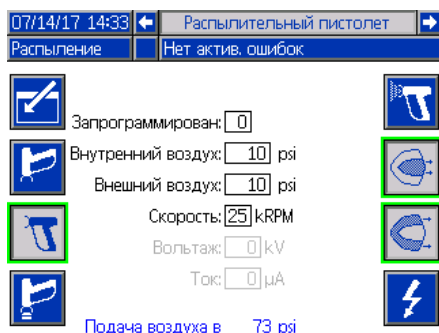 07/14/17 14:33 Распылительный пистолет
Распыление Нет актив. ошибок
Запрограммирован: 0
Внутренний воздух: 10 psi
Внешний воздух: 10 psi
Скорость: 25 kRPM
Вольтаж: 0 kV
Ток: 0 µA
Подача воздуха в 73 psi